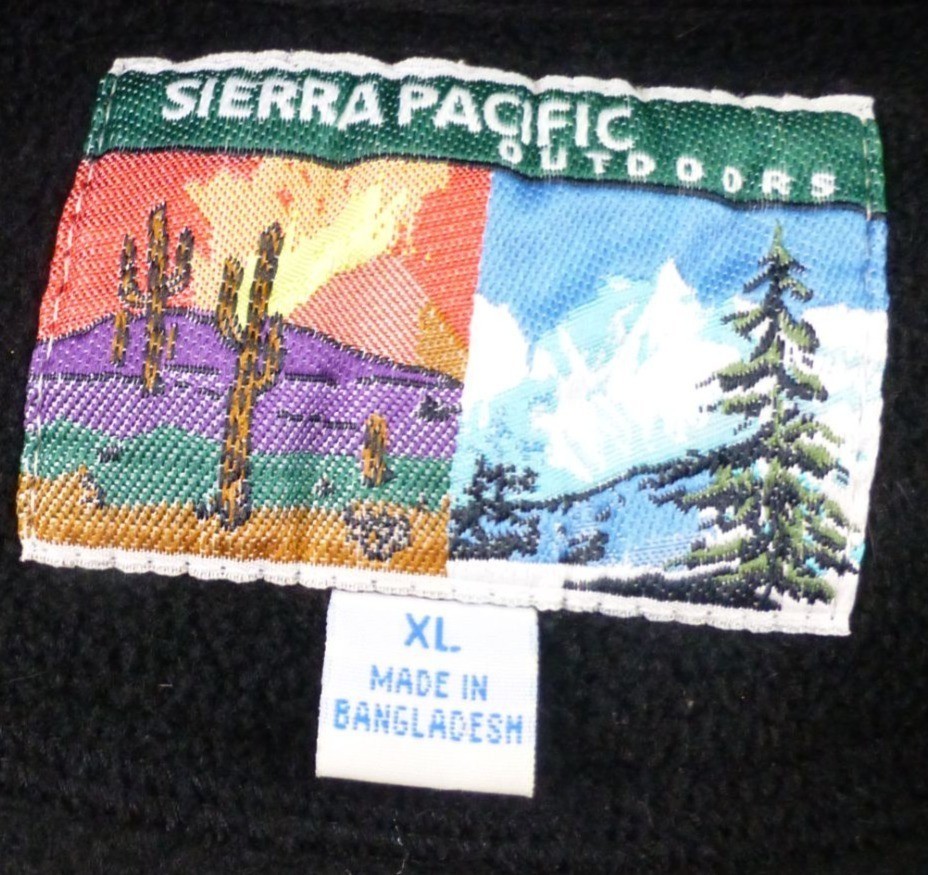 SIERRA PACIFIC
OUTDOORS
XL
MADE IN
BANGLADESH